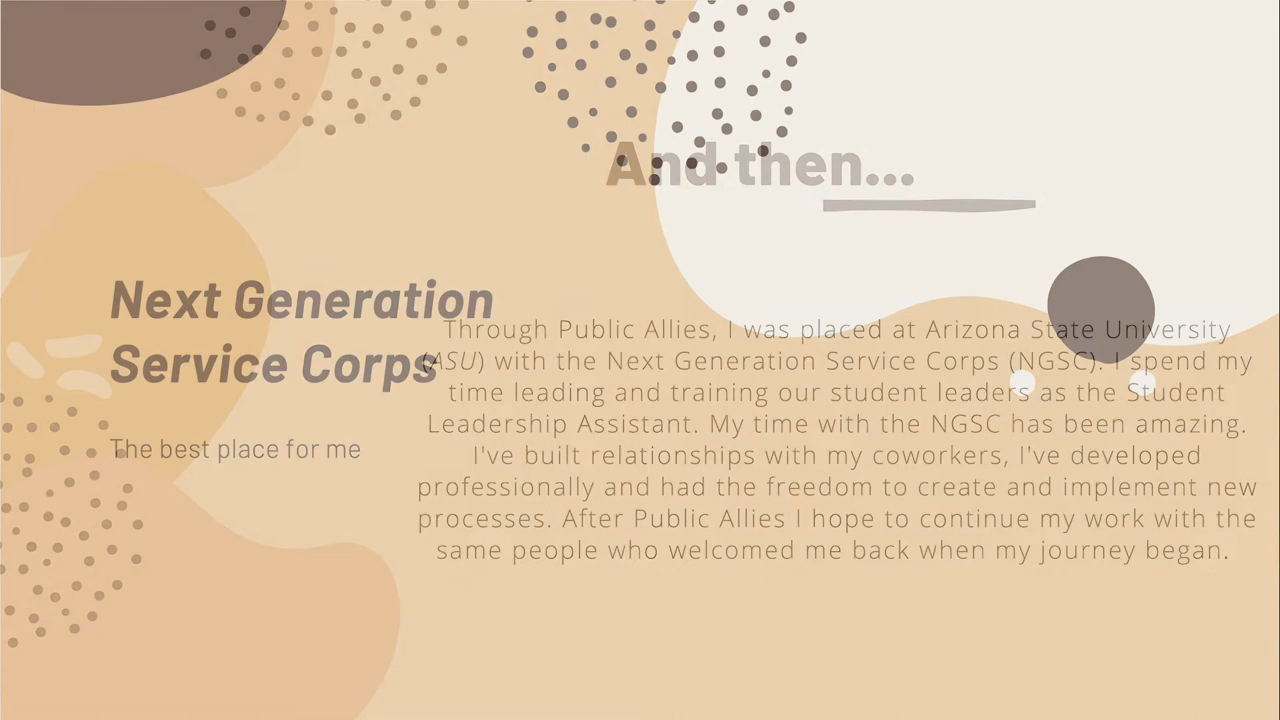 And then...
Next Generation
Service Corps
The best place for me
Through Public Allies, I was placed at Arizona State University
(ASU) with the Next Generation Service Corps (NGSC). I spend my
time leading and training our student leaders as the Student
Leadership Assistant. My time with the NGSC has been amazing.
I've built relationships with my coworkers, I've developed
professionally and had the freedom to create and implement new
processes. After Public Allies I hope to continue my work with the
same people who welcomed me back when my journey began.